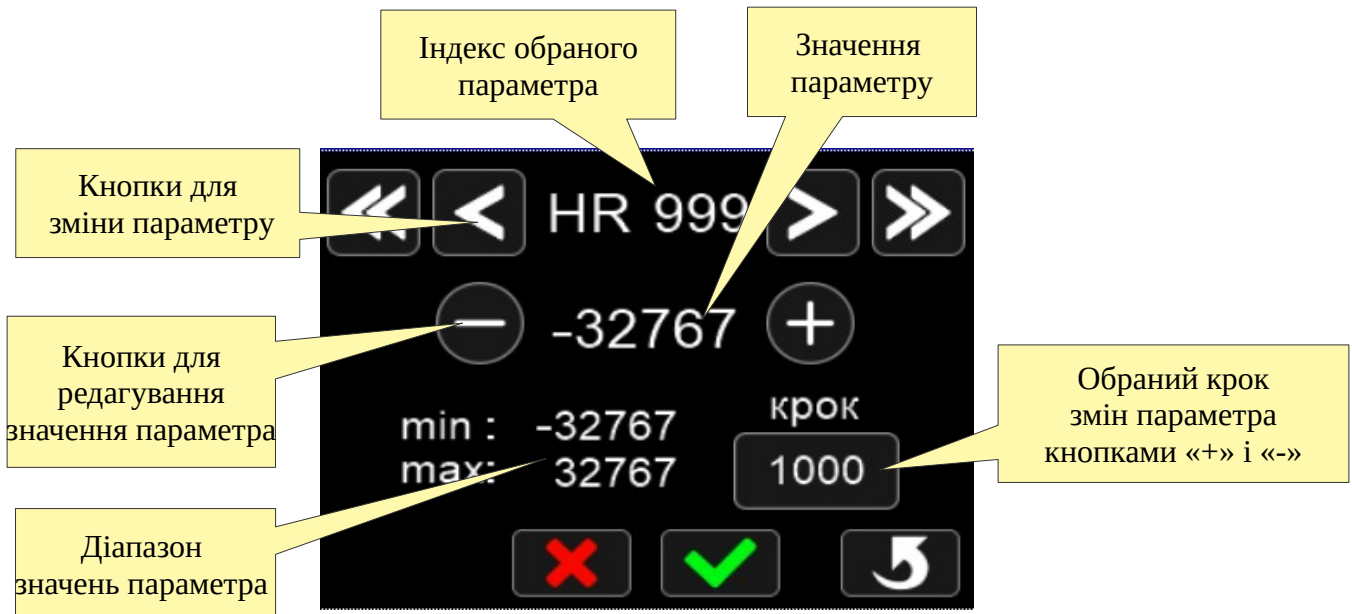 Індекс обраного
параметра
Значення
параметру
Кнопки для
зміни параметру
HR 999
-32767
Кнопки для
редагування
значення параметра
Обраний крок
змін параметра
кнопками «+» і «-»
min : -32767
max: 32767
крок
1000
Діапазон
значень параметра